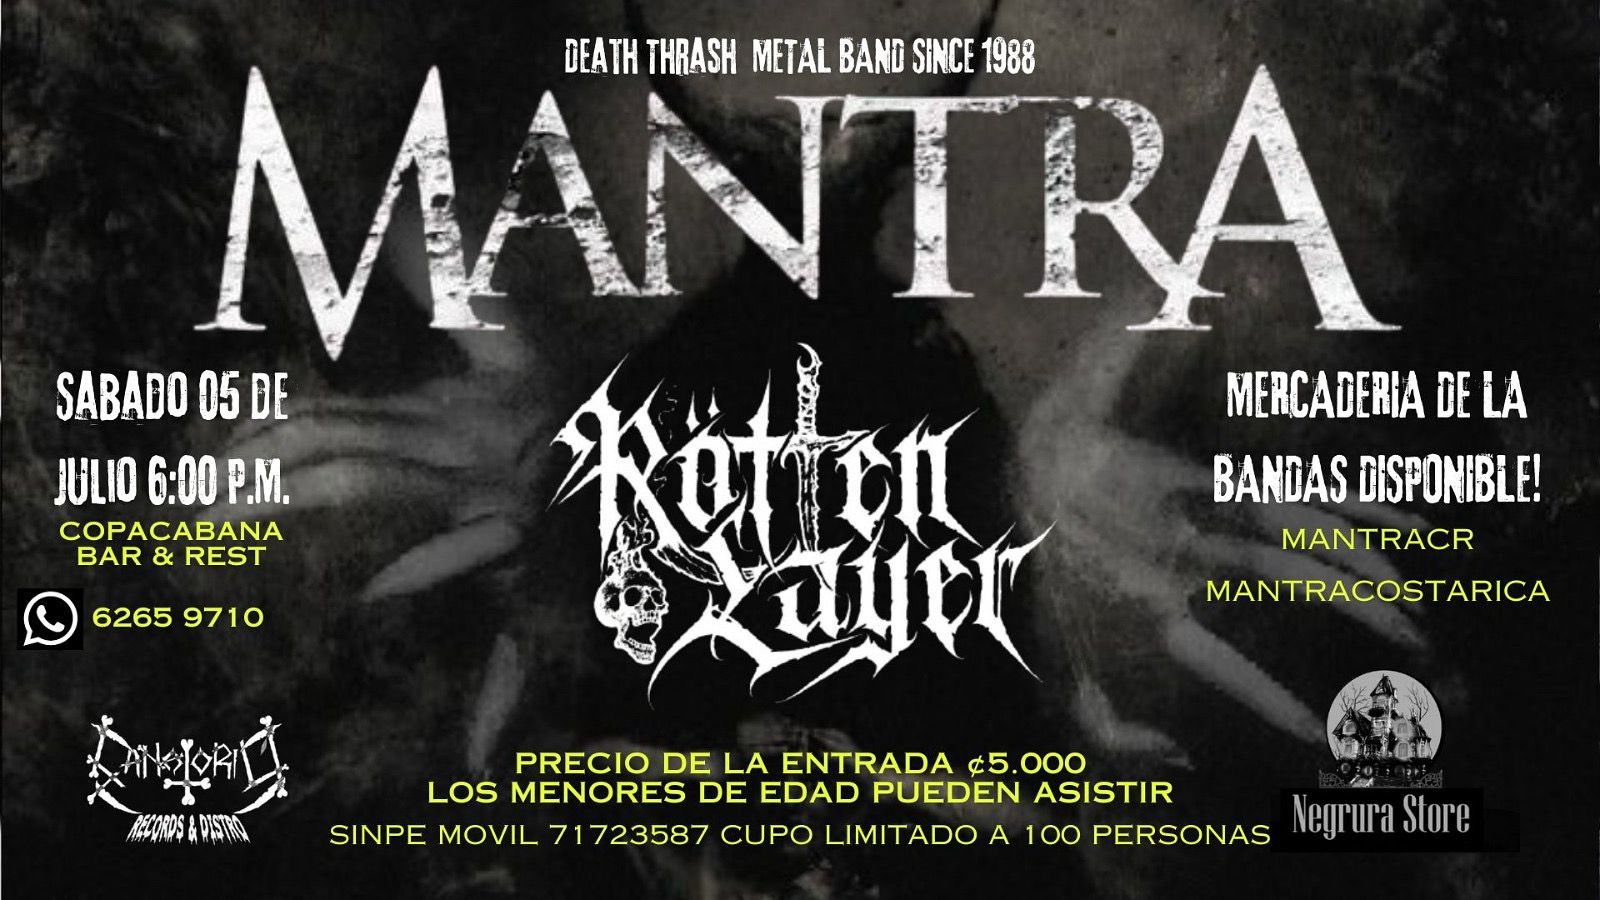 DEATH THRASH METAL BAND SINCE 1988
MANTRA
SABADO 05 DE
JULIO 6:00 P.M.
COPACABANA
BAR & REST
6265 9710
Rötten
Layer
MERCADERIA DE LA
BANDAS DISPONIBLE!
MANTRACR
MANTRACOSTARICA
RECORDS & DISTRO
PRECIO DE LA ENTRADA ¢5.000
LOS MENORES DE EDAD PUEDEN ASISTIR
SINPE MOVIL 71723587 CUPO LIMITADO A 100 PERSONAS
Negrura Store